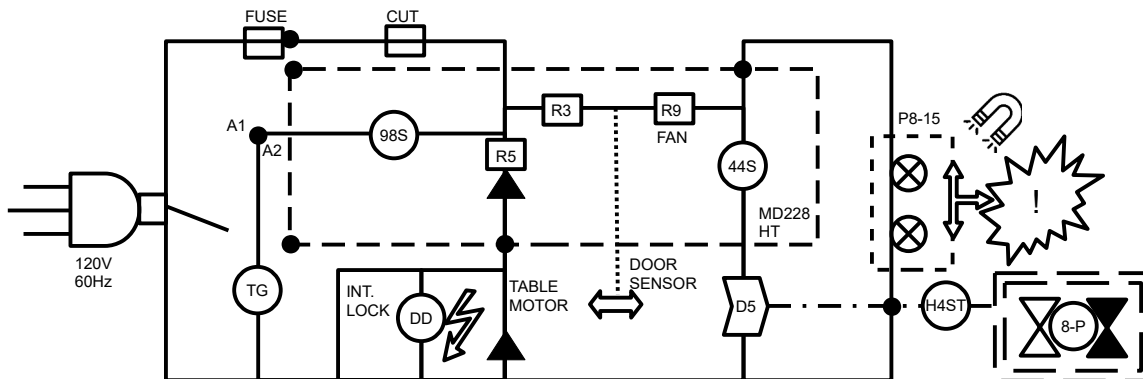 FUSE
CUT
A1
A2
98S
R3
R9
FAN
R5
44S
P8-15
!
MD228
HT
120V
60Hz
TG
INT.
LOCK
DD
TABLE
MOTOR
DOOR
SENSOR
D5
H4ST
8-P